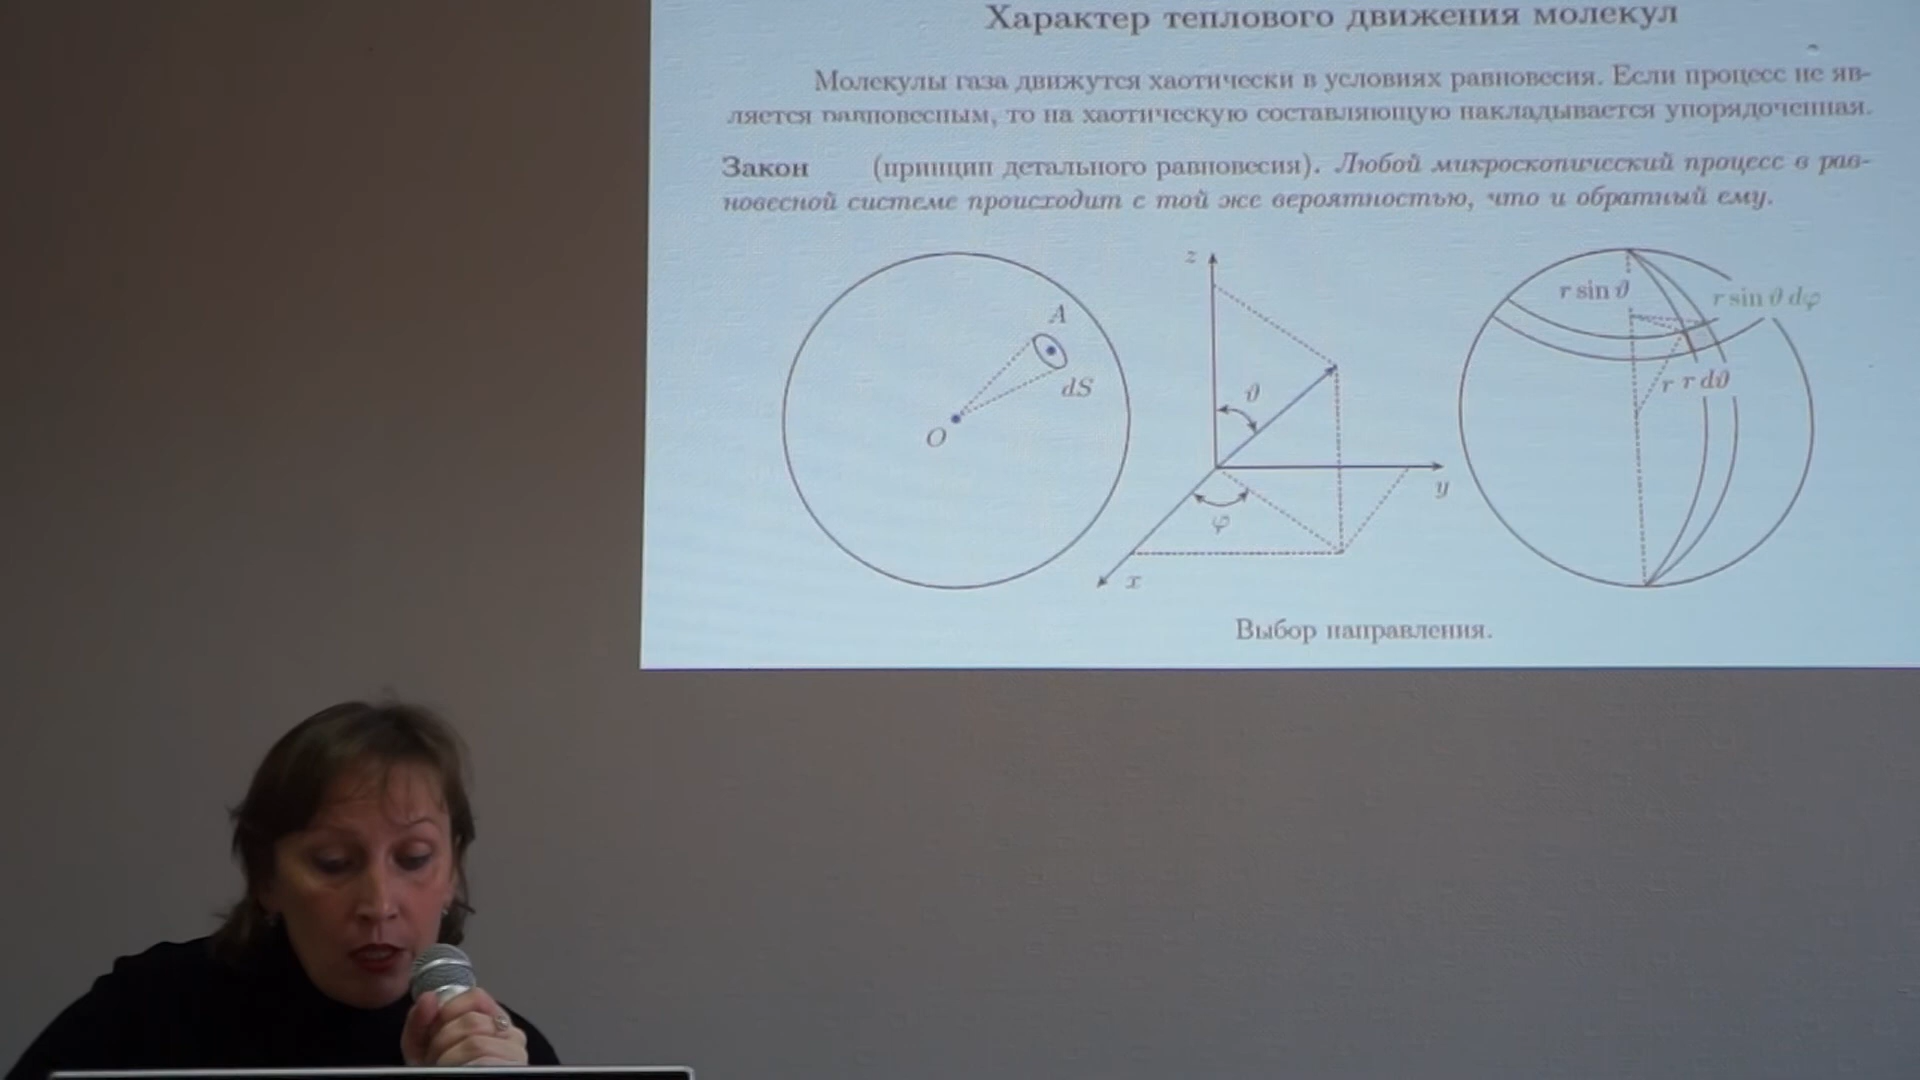 Характер теплового движения молекул
Молекулы газа движутся хаотически в условиях равновесия. Если процесс не яв-
ляется равновесным, то на хаотическую составляющую накладывается упорядоченная.
Закон (принцип детального равновесия). Любой микроскопический процесс в рав-
новесной системе происходит с той же вероятностью, что и обратный ему.
A
dS
O
z
ϑ
y
φ
x
r sin ϑ
r sin ϑ dφ
r
r dϑ
Выбор направления.